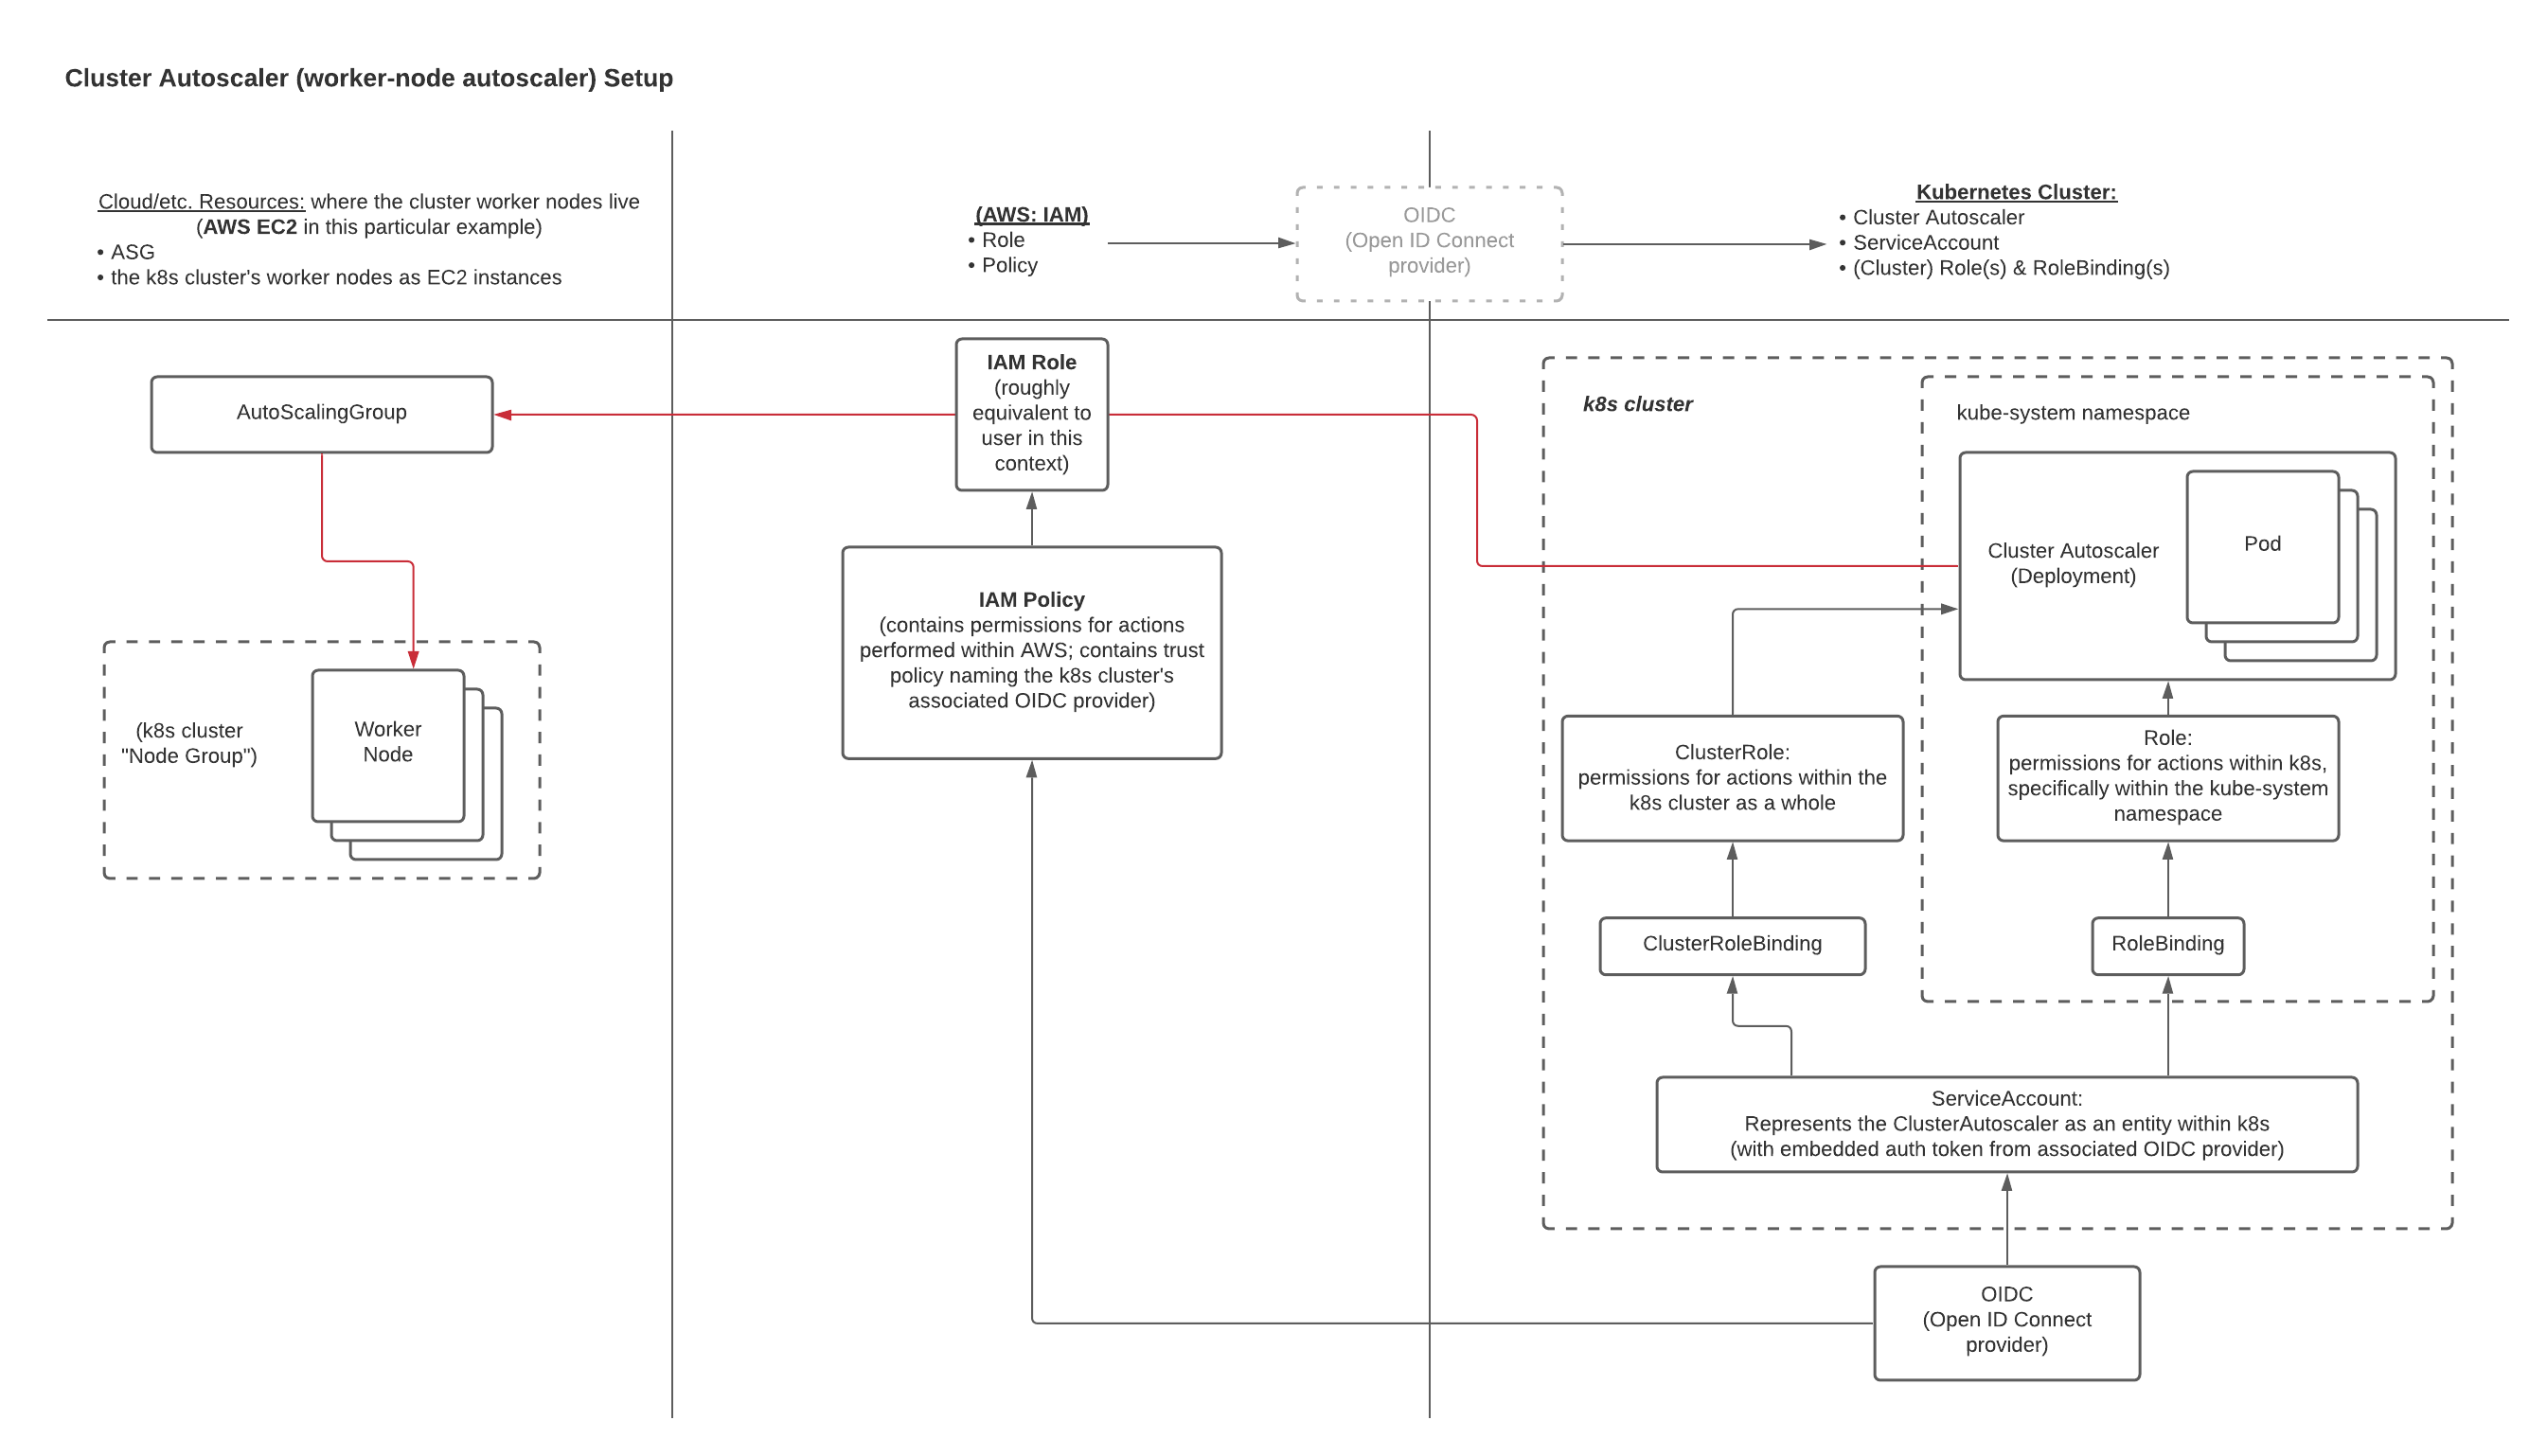 Cluster Autoscaler (worker-node autoscaler) Setup
Cloud/etc. Resources: where the cluster worker nodes live
(AWS EC2 in this particular example)
• ASG
• the k8s cluster's worker nodes as EC2 instances
(AWS: IAM)
• Role
• Policy
OIDC
(Open ID Connect
provider)
Kubernetes Cluster:
• Cluster Autoscaler
• ServiceAccount
• (Cluster) Role(s) & RoleBinding(s)
AutoScalingGroup
(k8s cluster
"Node Group")
Worker
Node
IAM Role
(roughly
equivalent to
user in this
context)
IAM Policy
(contains permissions for actions
performed within AWS; contains trust
policy naming the k8s cluster's
associated OIDC provider)
k8s cluster
kube-system namespace
Cluster Autoscaler
(Deployment)
Pod
ClusterRole:
permissions for actions within the
k8s cluster as a whole
Role:
permissions for actions within k8s,
specifically within the kube-system
namespace
ClusterRoleBinding
RoleBinding
ServiceAccount:
Represents the ClusterAutoscaler as an entity within k8s
(with embedded auth token from associated OIDC provider)
OIDC
(Open ID Connect
provider)